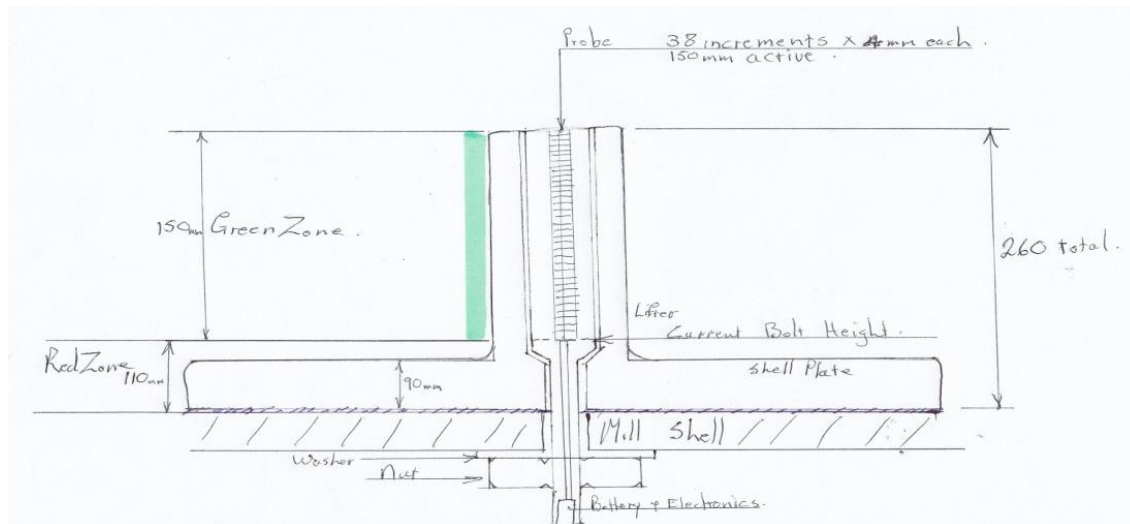 Probe 38 increments x 4mm each.
150mm active.
150mm Green Zone.
260 total.
Lifter
Current Bolt Height.
Red Zone 110mm
90mm
Shell Plate
Mill Shell
Washer
Nut
Battery & Electronics.